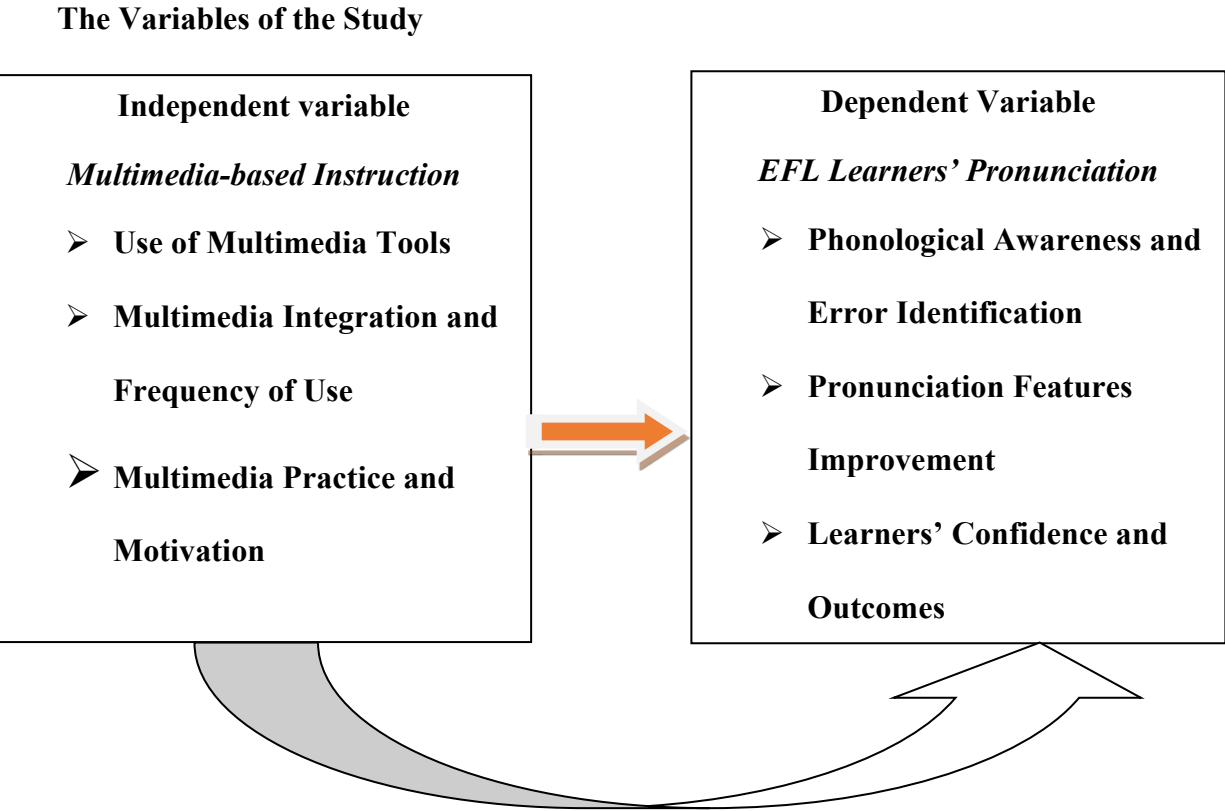 The Variables of the Study
Independent variable
Multimedia-based Instruction
➢ Use of Multimedia Tools
➢ Multimedia Integration and
Frequency of Use
➢ Multimedia Practice and
Motivation
Dependent Variable
EFL Learners’ Pronunciation
➢ Phonological Awareness and
Error Identification
➢ Pronunciation Features
Improvement
➢ Learners’ Confidence and
Outcomes